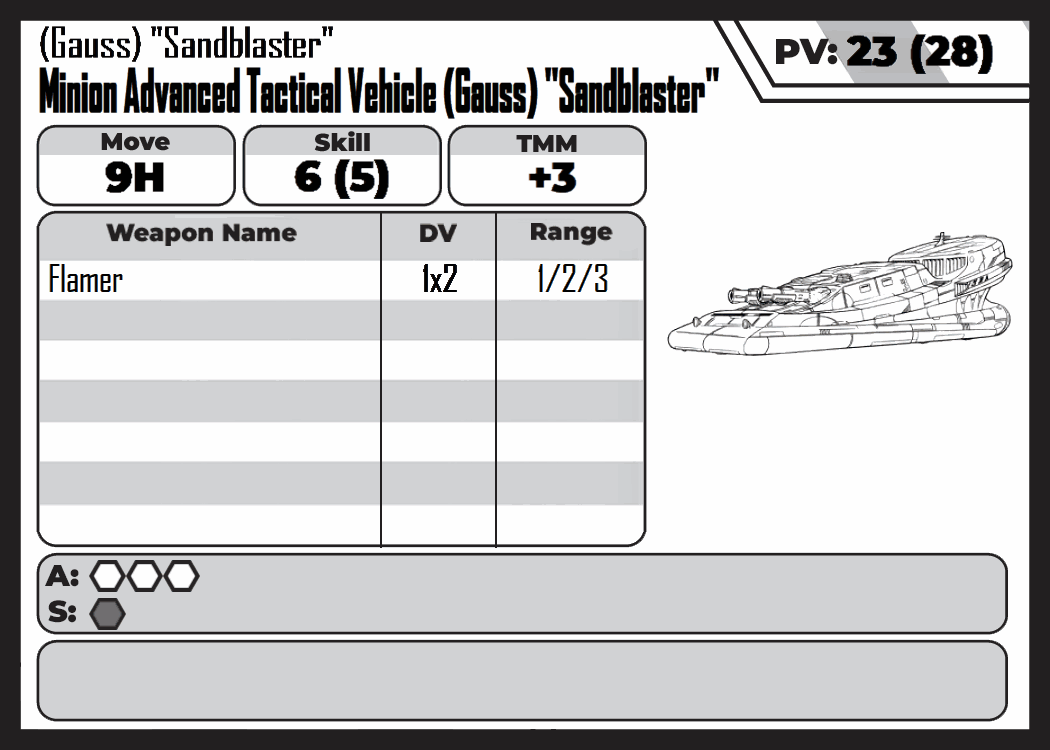 (Gauss) "Sandblaster"
Minion Advanced Tactical Vehicle (Gauss) "Sandblaster"
PV: 23 (28)
Move Skill TMM
9H 6 (5) +3
Weapon Name DV Range
Flamer 1x2 1/2/3
A:
S: